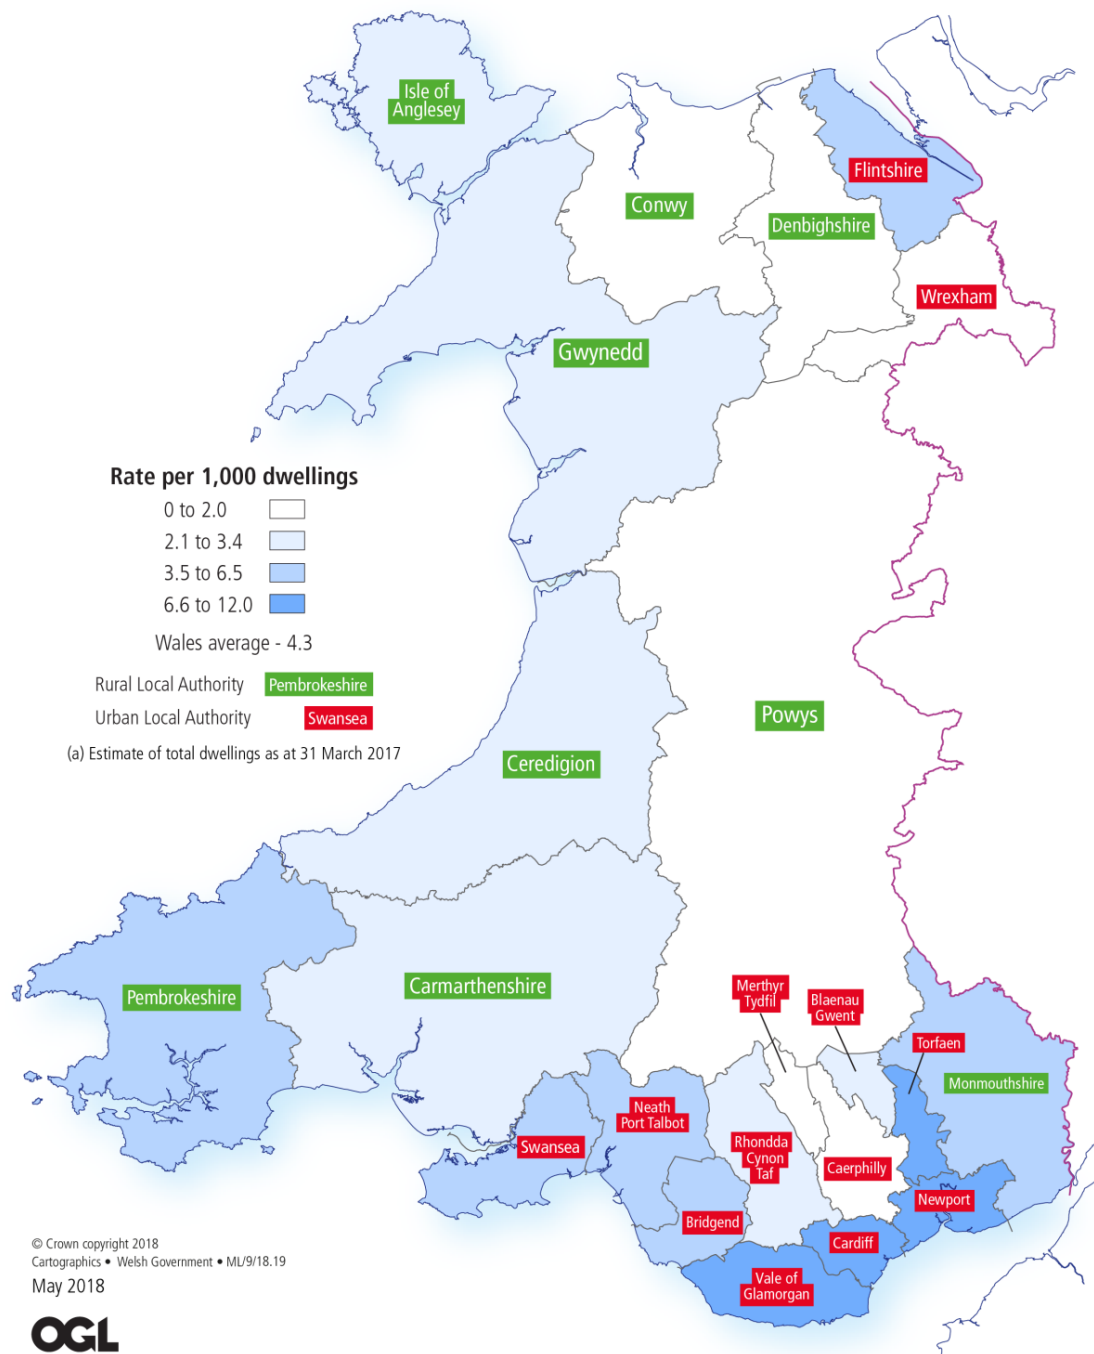 Isle of
Anglesey
Flintshire
Conwy
Denbighshire
Wrexham
Gwynedd
Rate per 1,000 dwellings
0 to 2.0
2.1 to 3.4
3.5 to 6.5
6.6 to 12.0
Wales average - 4.3
Rural Local Authority Pembrokeshire
Urban Local Authority Swansea
(a) Estimate of total dwellings as at 31 March 2017
Powys
Ceredigion
Carmarthenshire
Pembrokeshire
Merthyr
Tydfil
Blaenau
Gwent
Torfaen
Monmouthshire
Neath
Port Talbot
Swansea
Rhondda
Cynon
Taf
Caerphilly
Newport
Bridgend
Cardiff
Vale of
Glamorgan
© Crown copyright 2018
Cartographics • Welsh Government • ML/9/18.19
May 2018
OGL